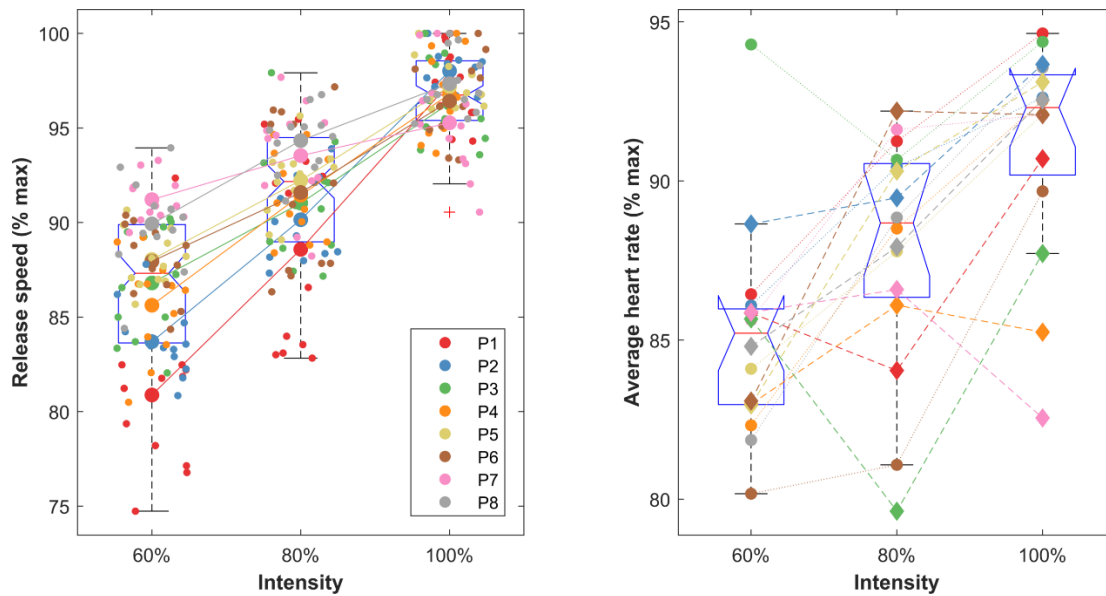 Release speed (% max)
100
95
90
85
80
75
60%
80%
100%
Intensity
P1
P2
P3
P4
P5
P6
P7
P8
Average heart rate (% max)
95
90
85
80
60%
80%
100%
Intensity